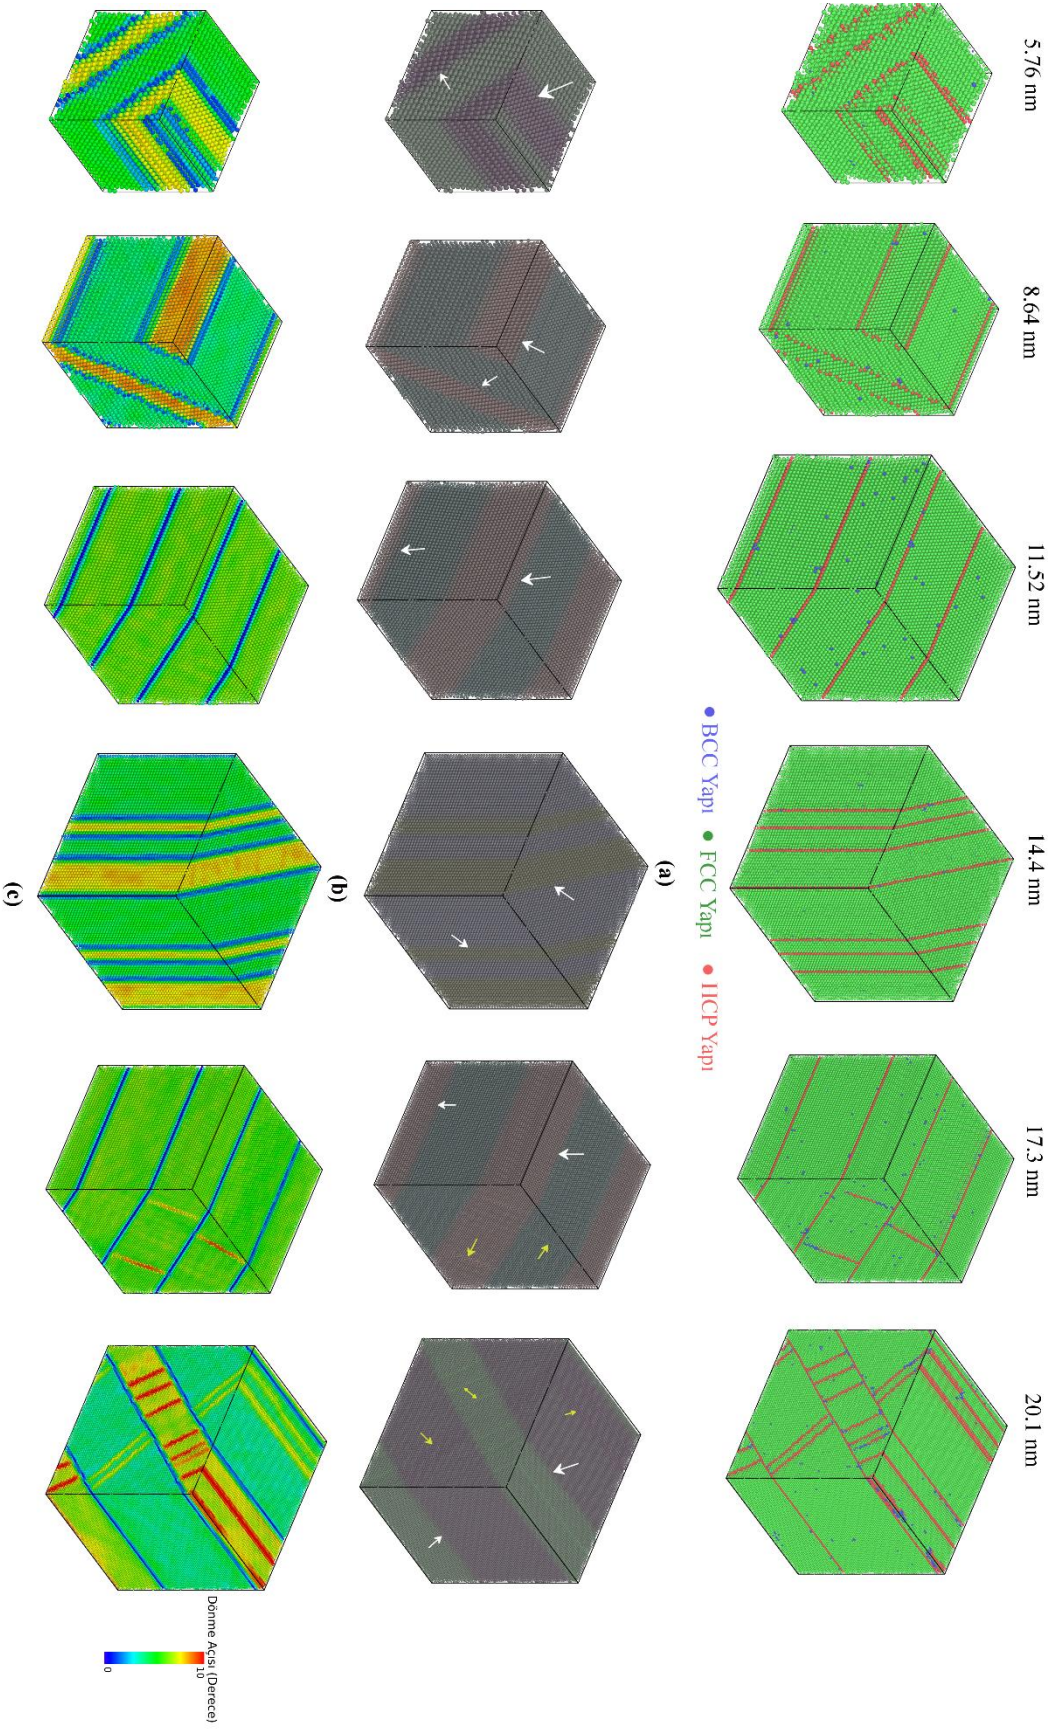 5.76 nm
8.64 nm
11.52 nm
14.4 nm
17.3 nm
20.1 nm
● BCC Yapı ● FCC Yapı ● HCP Yapı
(a)
(b)
(c)
Dönme Açısı (Derece)
0
10